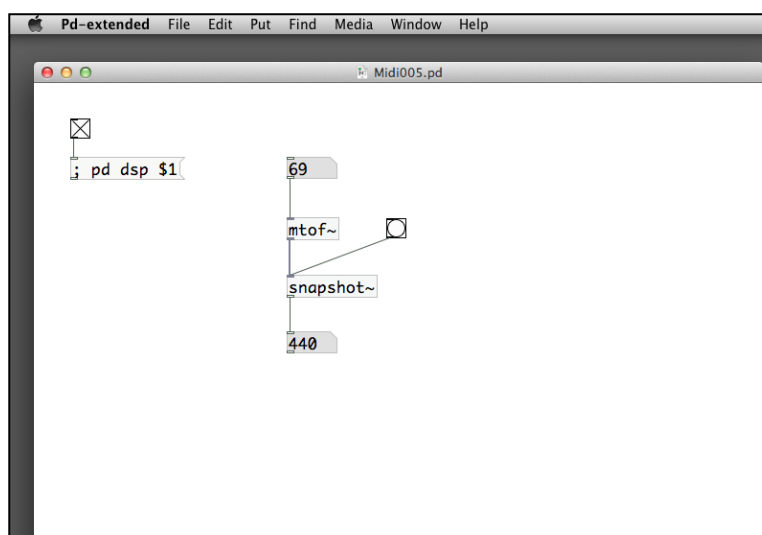 Pd-extended File Edit Put Find Media Window Help
Midi005.pd
; pd dsp $1
69
mtof~
snapshot~
440